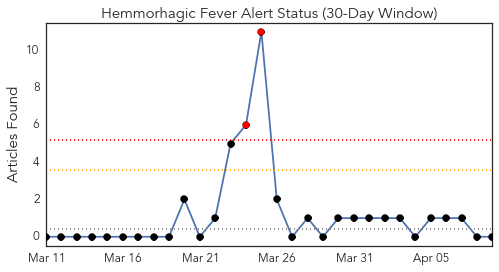 Hemmorhagic Fever Alert Status (30-Day Window)
Articles Found
10
8
6
4
2
0
Mar 11 Mar 16 Mar 21 Mar 26 Mar 31 Apr 05